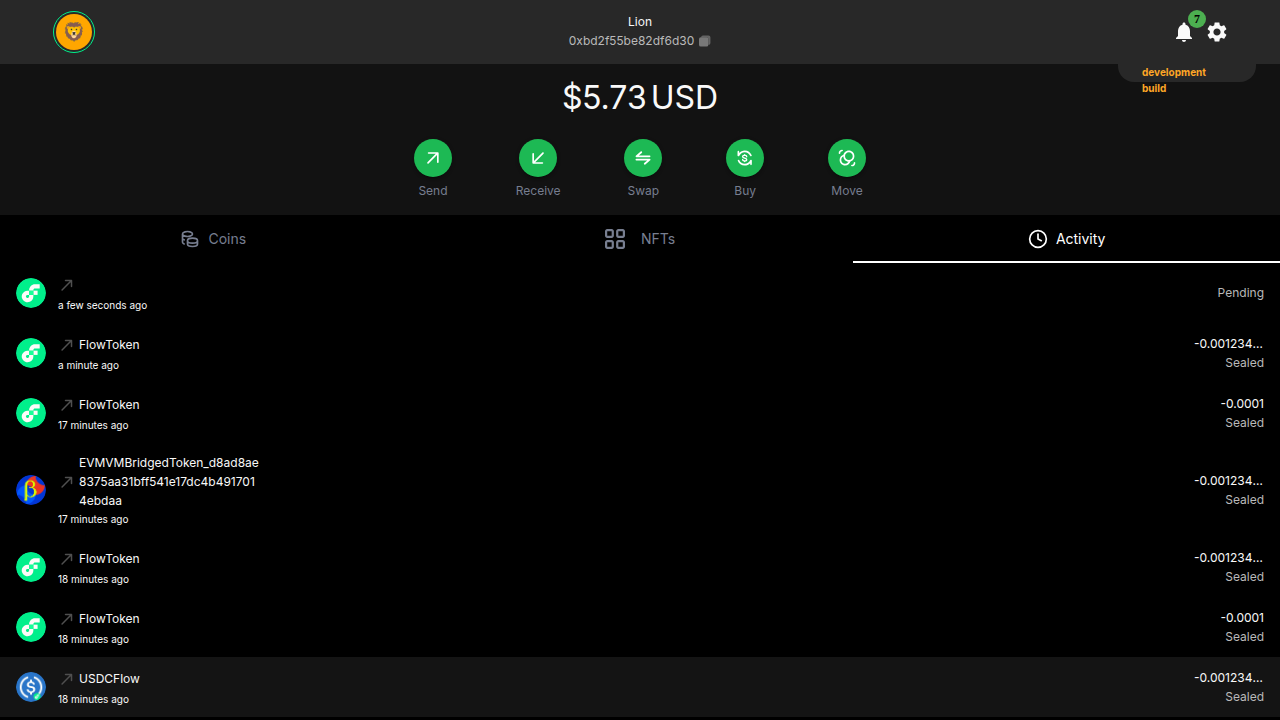 Lion
7
0xbd2f55be82df6d30
development
build
$5.73 USD
Send
Receive
Swap
Buy
Move
Coins
NFTs
Activity
a few seconds ago
Pending
FlowToken
-0.001234...
a minute ago
Sealed
FlowToken
-0.0001
17 minutes ago
Sealed
EVMVMBridgedToken_d8ad8ae
8375aa31bff541e17dc4b491701
4ebdaa
-0.001234...
17 minutes ago
Sealed
FlowToken
-0.001234...
18 minutes ago
Sealed
FlowToken
-0.0001
18 minutes ago
Sealed
USDCFlow
-0.001234...
18 minutes ago
Sealed